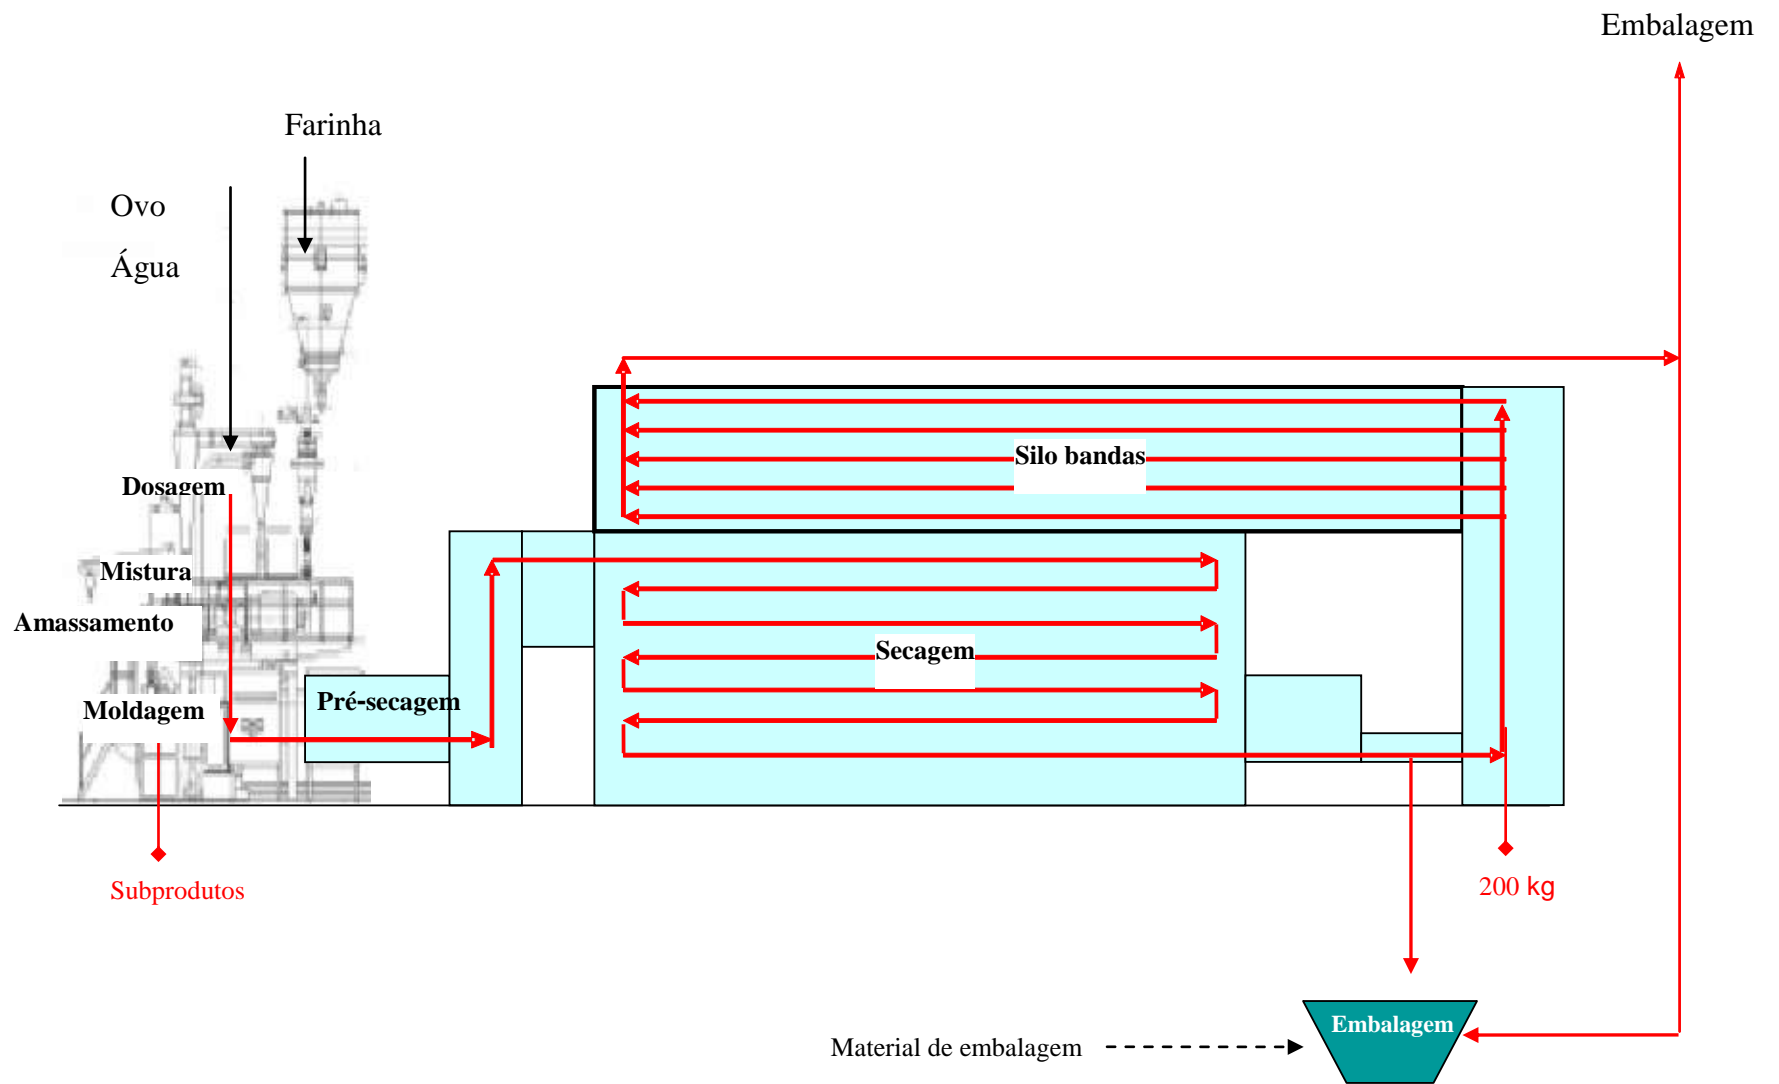 Embalagem
Farinha
Ovo
Água
Silo bandas
Dosagem
Mistura
Amassamento
Secagem
Pré-secagem
Moldagem
Subprodutos
200 kg
Embalagem
Material de embalagem